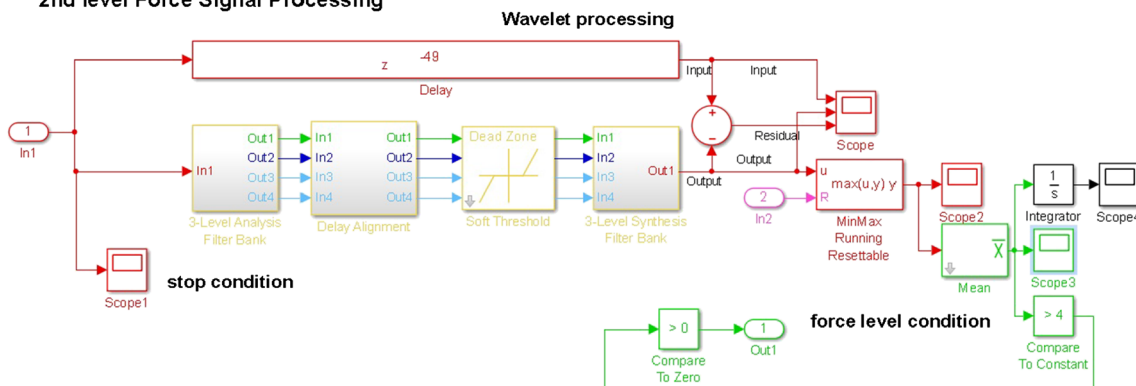 2nd level Force Signal Processing
Wavelet processing
z -49
Delay
Input
Input
1
In1
+
−
Residual
Scope
Output
Output
In1
Out1
Out2
Out3
Out4
3-Level Analysis
Filter Bank
In1
In2
In3
In4
Out1
Out2
Out3
Out4
Delay Alignment
Dead Zone
Soft Threshold
In1
In2
In3
In4
Out1
3-Level Synthesis
Filter Bank
2
In2
u
R
max(u,y) y
MinMax
Running
Resettable
Scope2
1
s
Integrator
Scope4
x
Mean
Scope3
Scope1
stop condition
force level condition
> 0
Compare
To Zero
1
Out1
> 4
Compare
To Constant